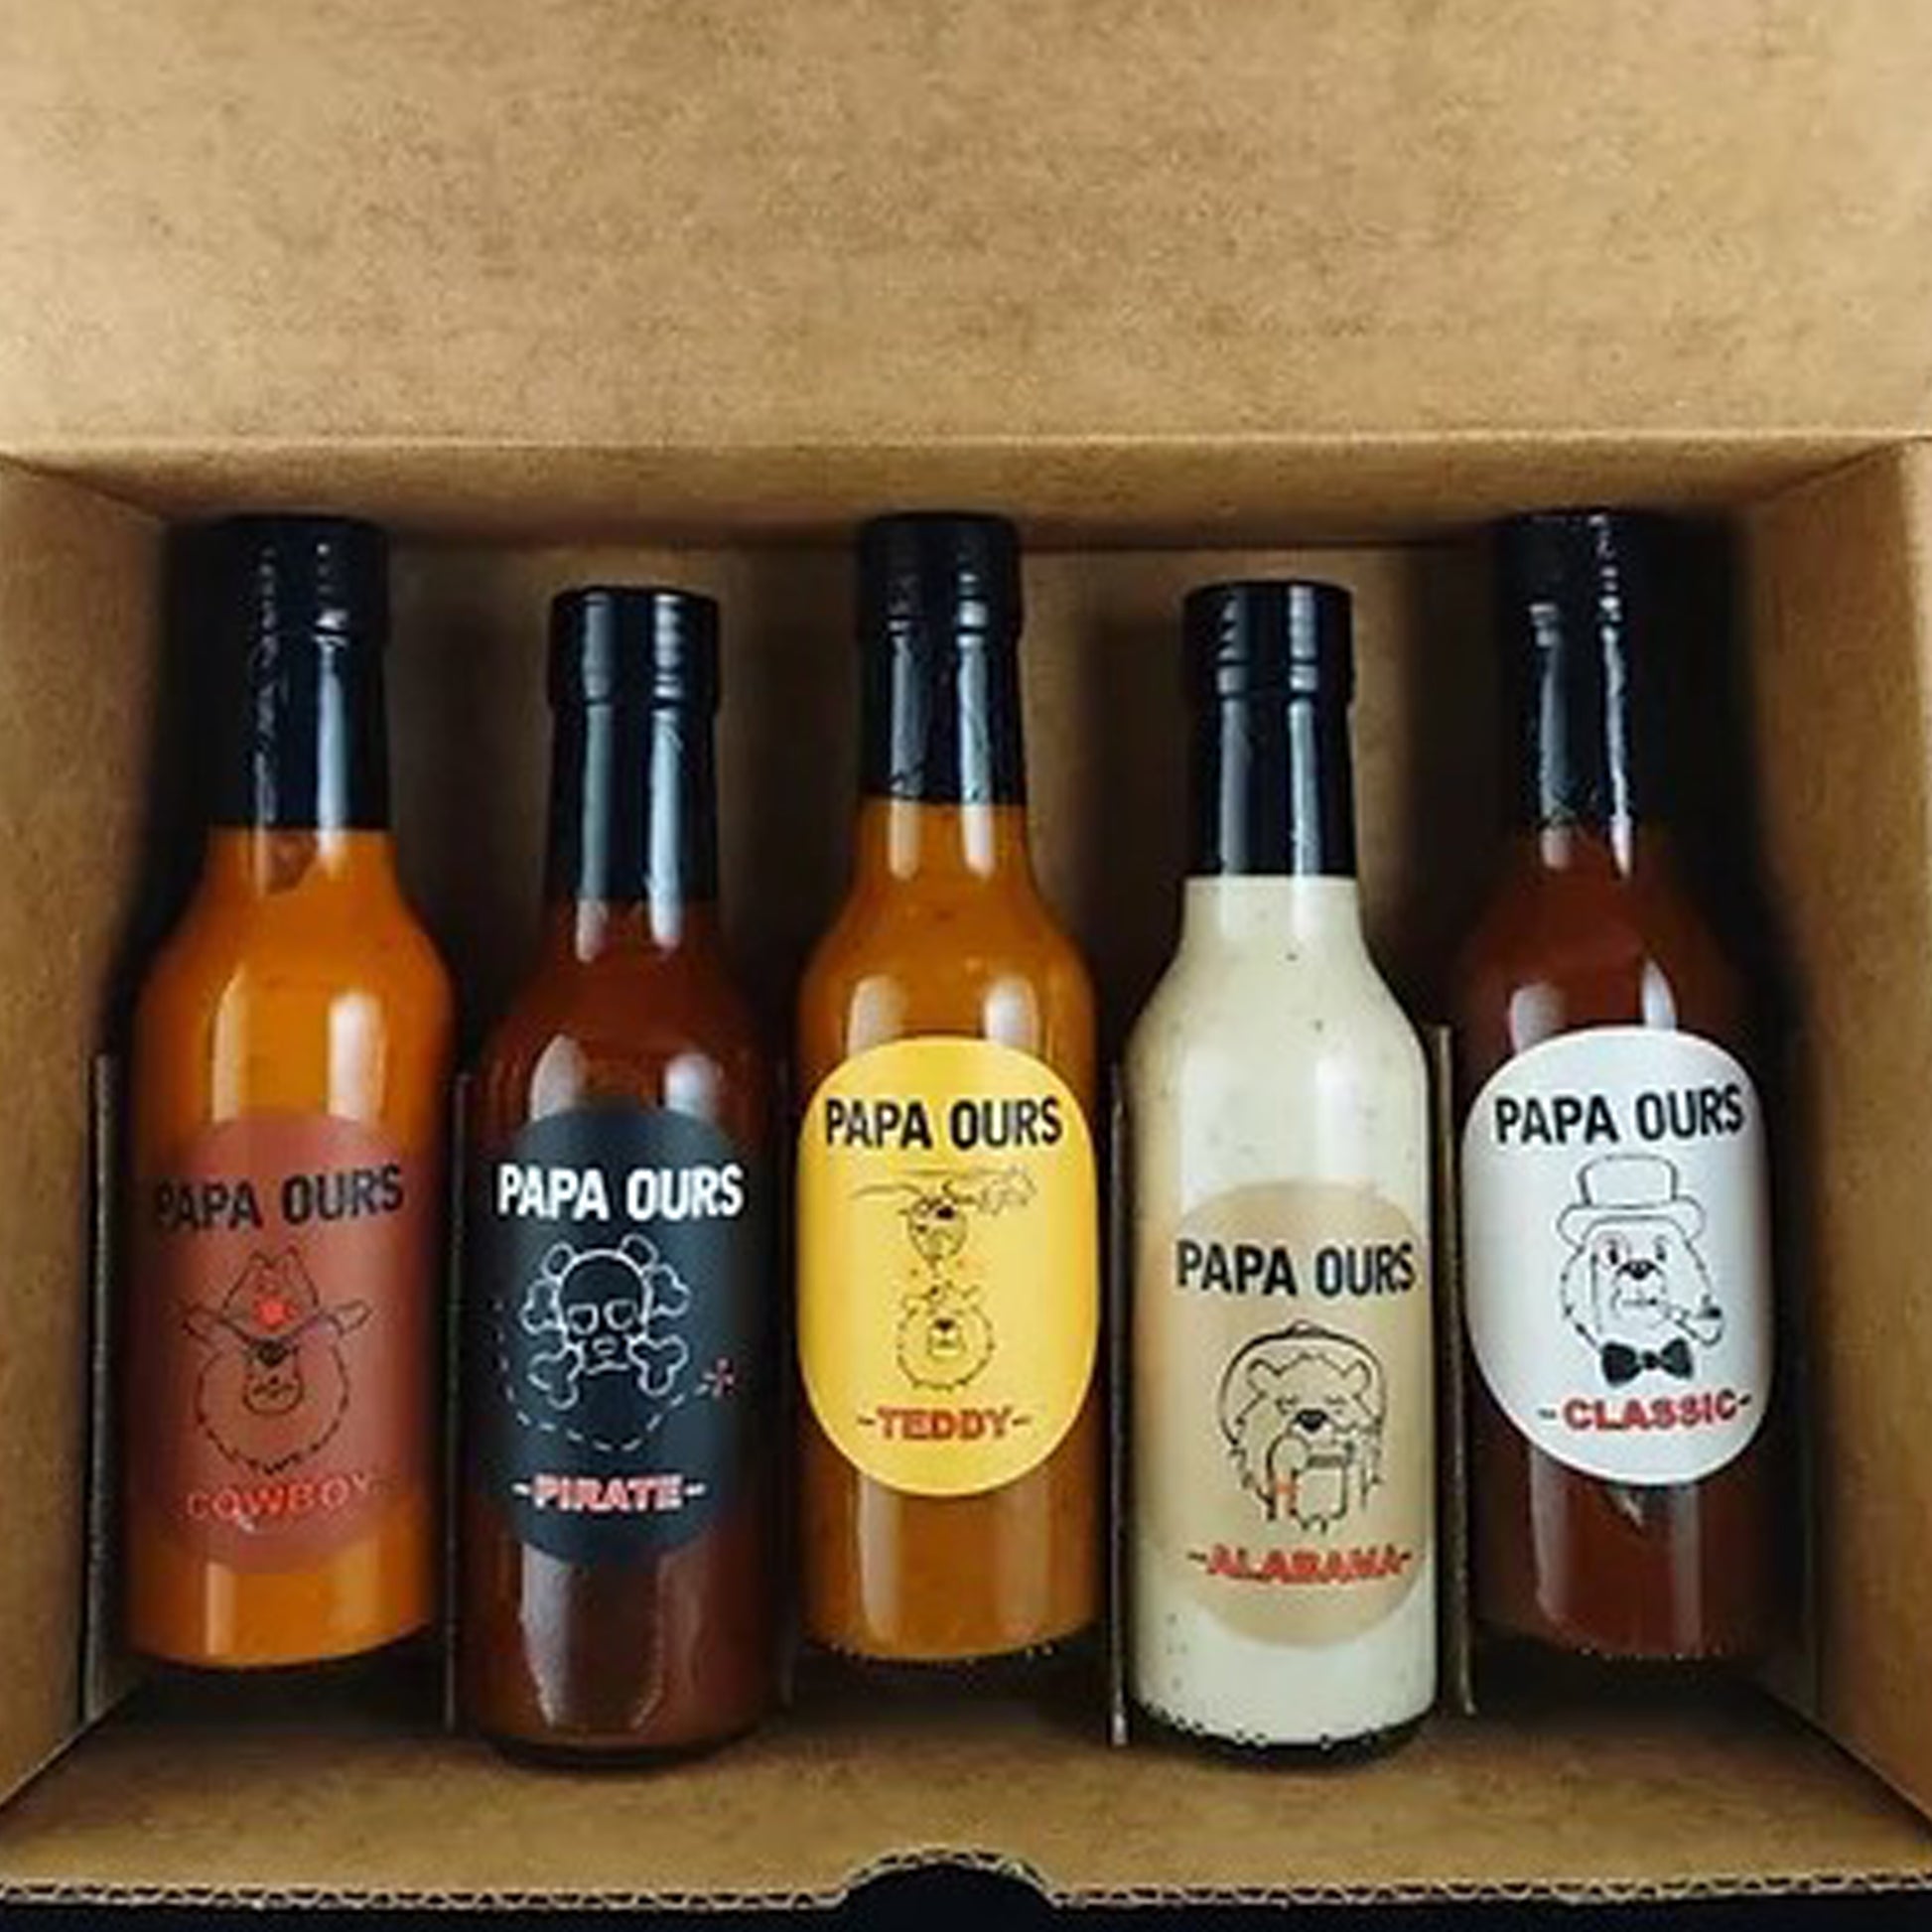 PAPA OURS
COWBOY
PAPA OURS
-PIRATE-
PAPA OURS
-TEDDY-
PAPA OURS
-ALABAMA-
PAPA OURS
-CLASSIC-